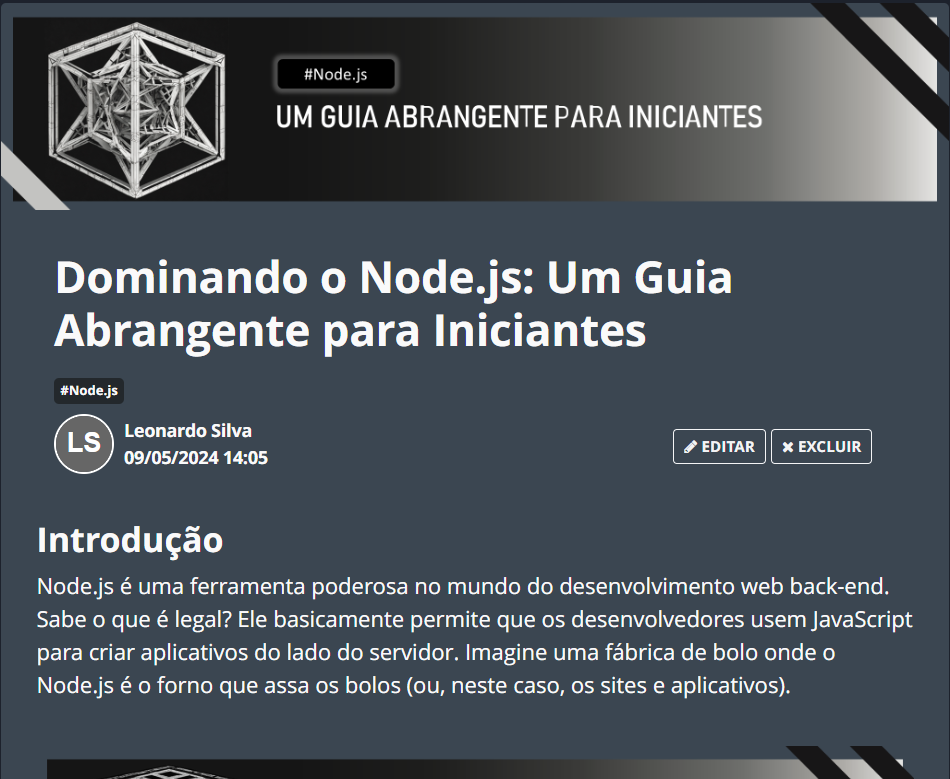 #Node.js
UM GUIA ABRANGENTE PARA INICIANTES
Dominando o Node.js: Um Guia
Abrangente para Iniciantes
#Node.js
LS
Leonardo Silva
09/05/2024 14:05
EDITAR
EXCLUIR
Introdução
Node.js é uma ferramenta poderosa no mundo do desenvolvimento web back-end.
Sabe o que é legal? Ele basicamente permite que os desenvolvedores usem JavaScript
para criar aplicativos do lado do servidor. Imagine uma fábrica de bolo onde o
Node.js é o forno que assa os bolos (ou, neste caso, os sites e aplicativos).